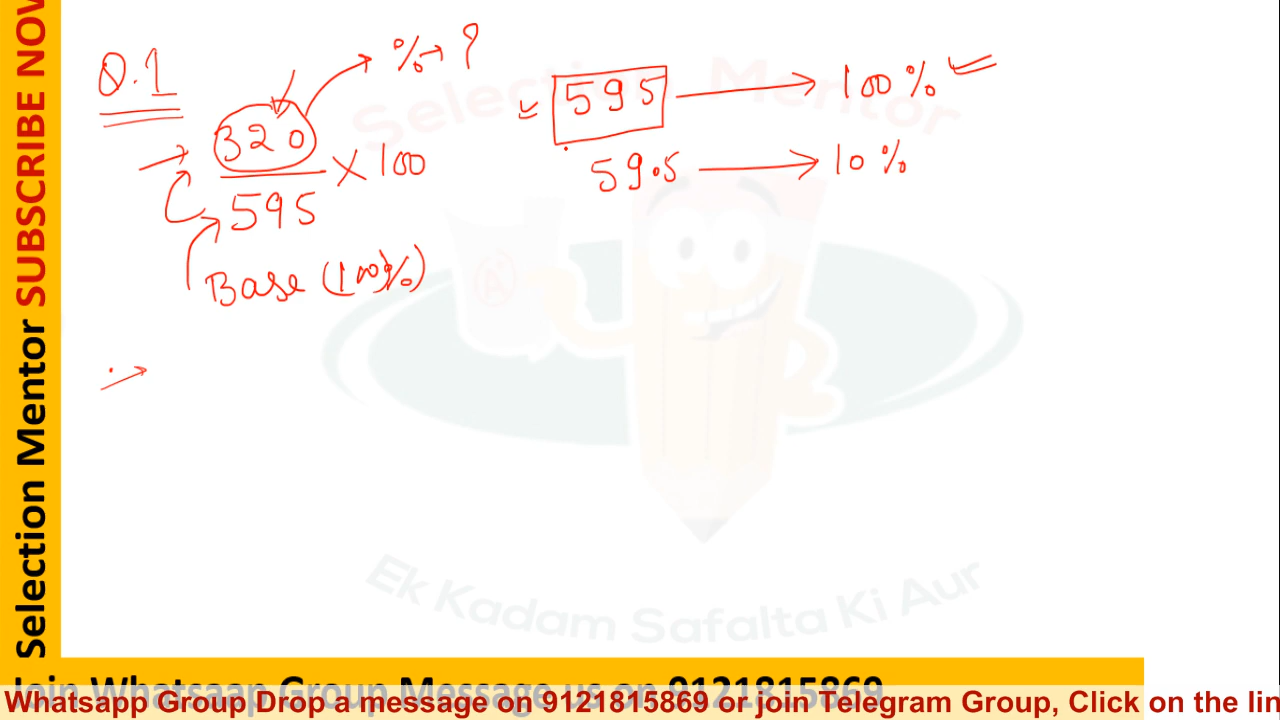 Selection Mentor SUBSCRIBE NOW
Q.1
320
595
× 100
% → ?
Base (100%)
595 → 100 %
59.5 → 10 %
Selection Mentor
Ek Kadam Safalta Ki Aur
Join Whatsaap Group Message us on 9121815869
Whatsapp Group Drop a message on 9121815869 or join Telegram Group, Click on the lin